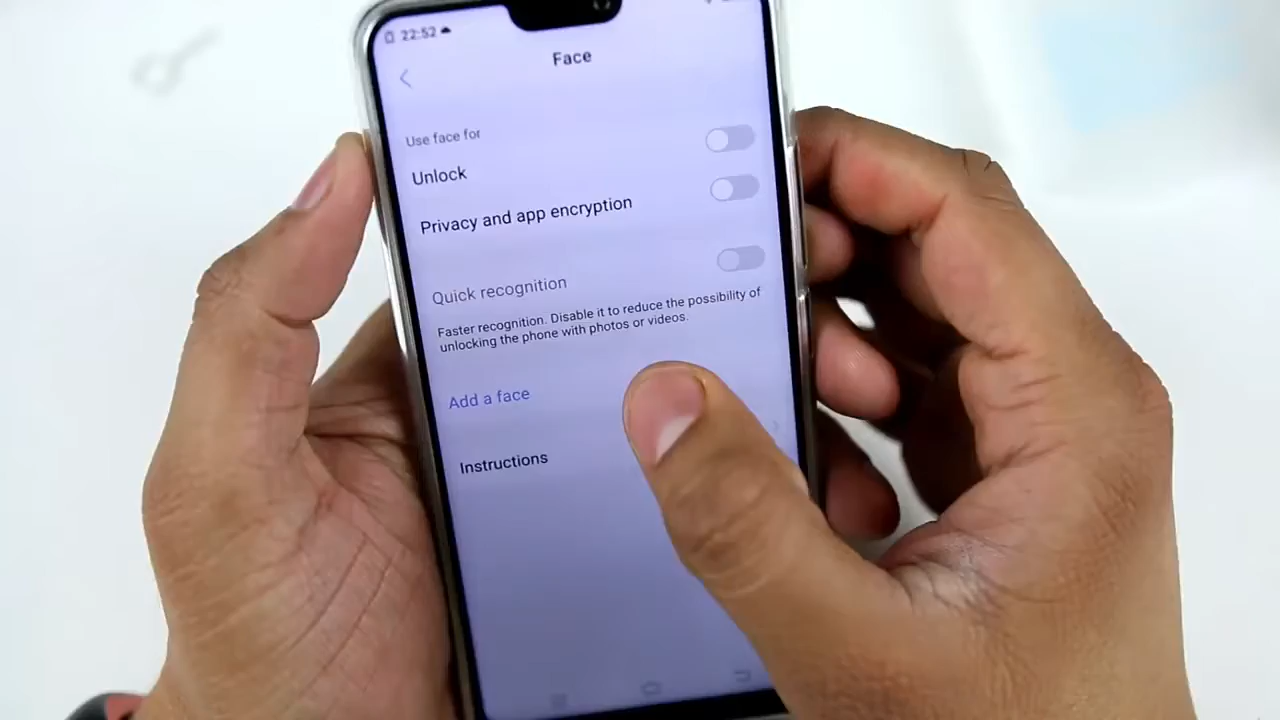 22:52
Face
Use face for
Unlock
Privacy and app encryption
Quick recognition
Faster recognition. Disable it to reduce the possibility of
unlocking the phone with photos or videos.
Add a face
Instructions